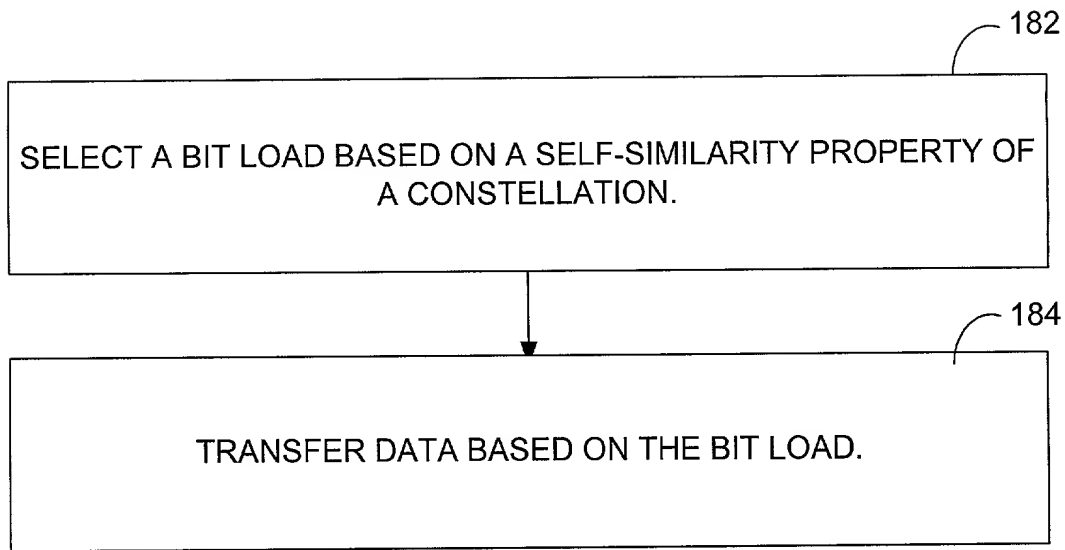 182
SELECT A BIT LOAD BASED ON A SELF-SIMILARITY PROPERTY OF
A CONSTELLATION.
184
TRANSFER DATA BASED ON THE BIT LOAD.